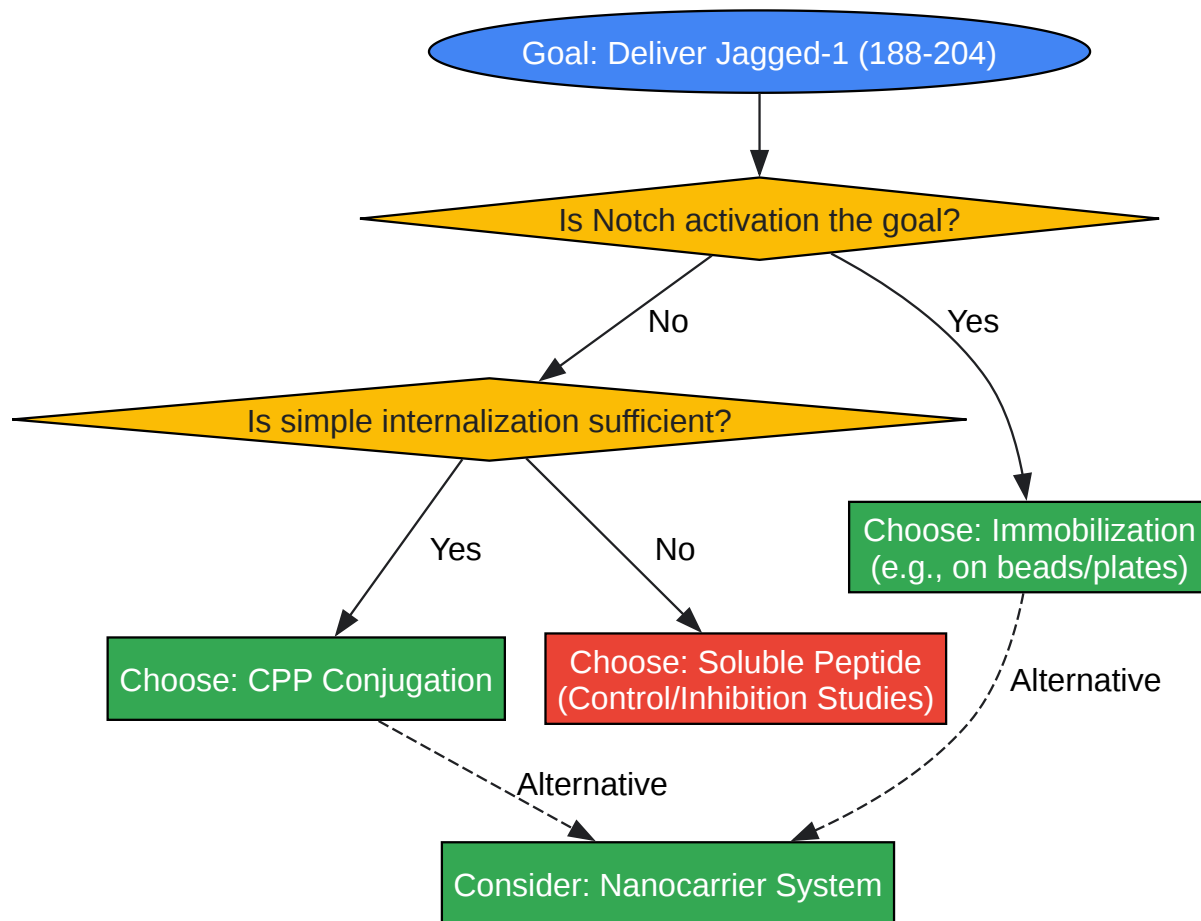 Goal: Deliver Jagged-1 (188-204)
Is Notch activation the goal?
No
Yes
Is simple internalization sufficient?
Yes
No
Choose: Immobilization
(e.g., on beads/plates)
Choose: CPP Conjugation
Choose: Soluble Peptide
(Control/Inhibition Studies)
Alternative
Alternative
Consider: Nanocarrier System